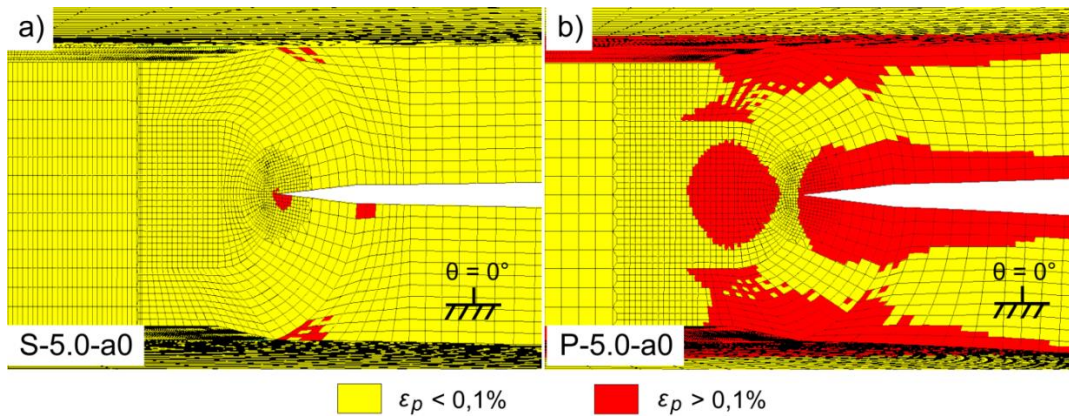 a)
b)
θ = 0°
θ = 0°
S-5.0-a0
P-5.0-a0
εₚ < 0,1%
εₚ > 0,1%